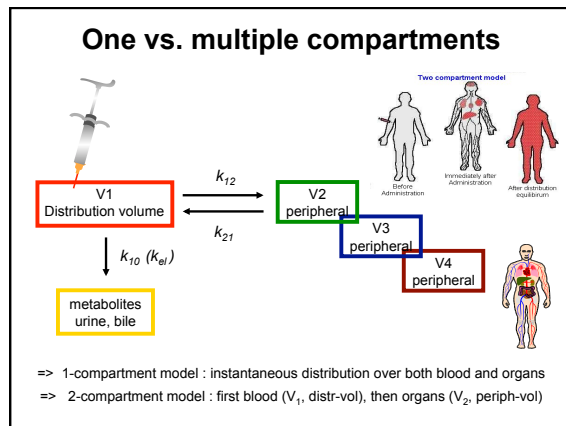 One vs. multiple compartments
Two compartment model
Before
Administration
Immediately after
Administration
After distribution
equilibirum
V1
Distribution volume
k12
k21
V2
peripheral
V3
peripheral
V4
peripheral
k10 (kel)
metabolites
urine, bile
=> 1-compartment model : instantaneous distribution over both blood and organs
=> 2-compartment model : first blood (V1, distr-vol), then organs (V2, periph-vol)